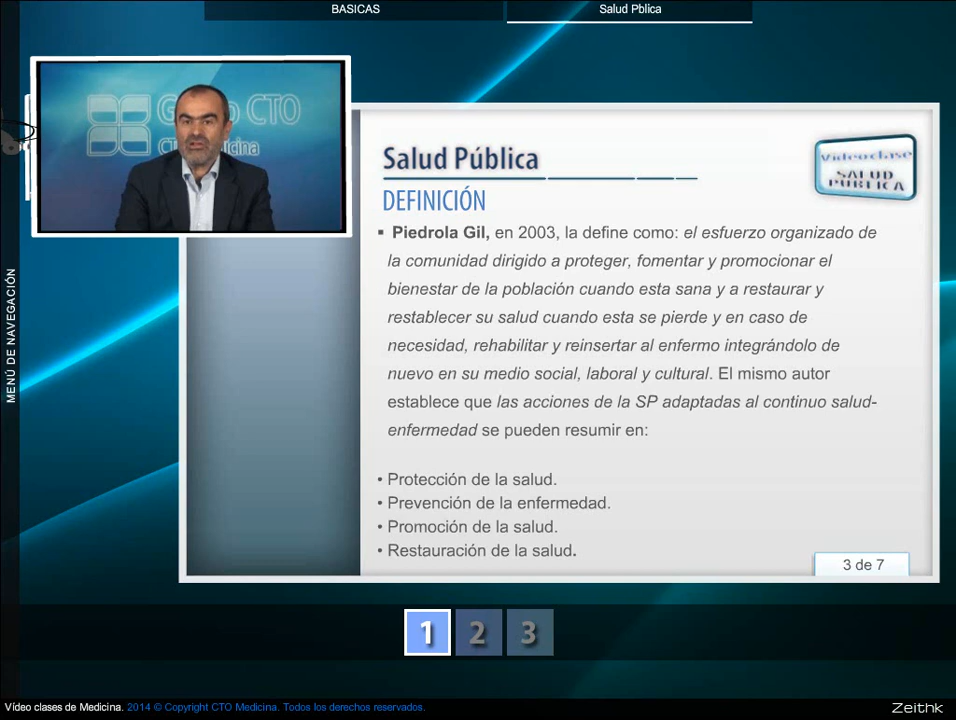 BASICAS
Salud Pblica
Grupo CTO
CTO Medicina
Salud Pública
Videoclase
SALUD
PÚBLICA
DEFINICIÓN
▪ Piedrola Gil, en 2003, la define como: el esfuerzo organizado de
la comunidad dirigido a proteger, fomentar y promocionar el
bienestar de la población cuando esta sana y a restaurar y
restablecer su salud cuando esta se pierde y en caso de
necesidad, rehabilitar y reinsertar al enfermo integrándolo de
nuevo en su medio social, laboral y cultural. El mismo autor
establece que las acciones de la SP adaptadas al continuo salud-
enfermedad se pueden resumir en:
• Protección de la salud.
• Prevención de la enfermedad.
• Promoción de la salud.
• Restauración de la salud.
3 de 7
MENÚ DE NAVEGACIÓN
1 2 3
Vídeo clases de Medicina. 2014 © Copyright CTO Medicina. Todos los derechos reservados.
Zeithk